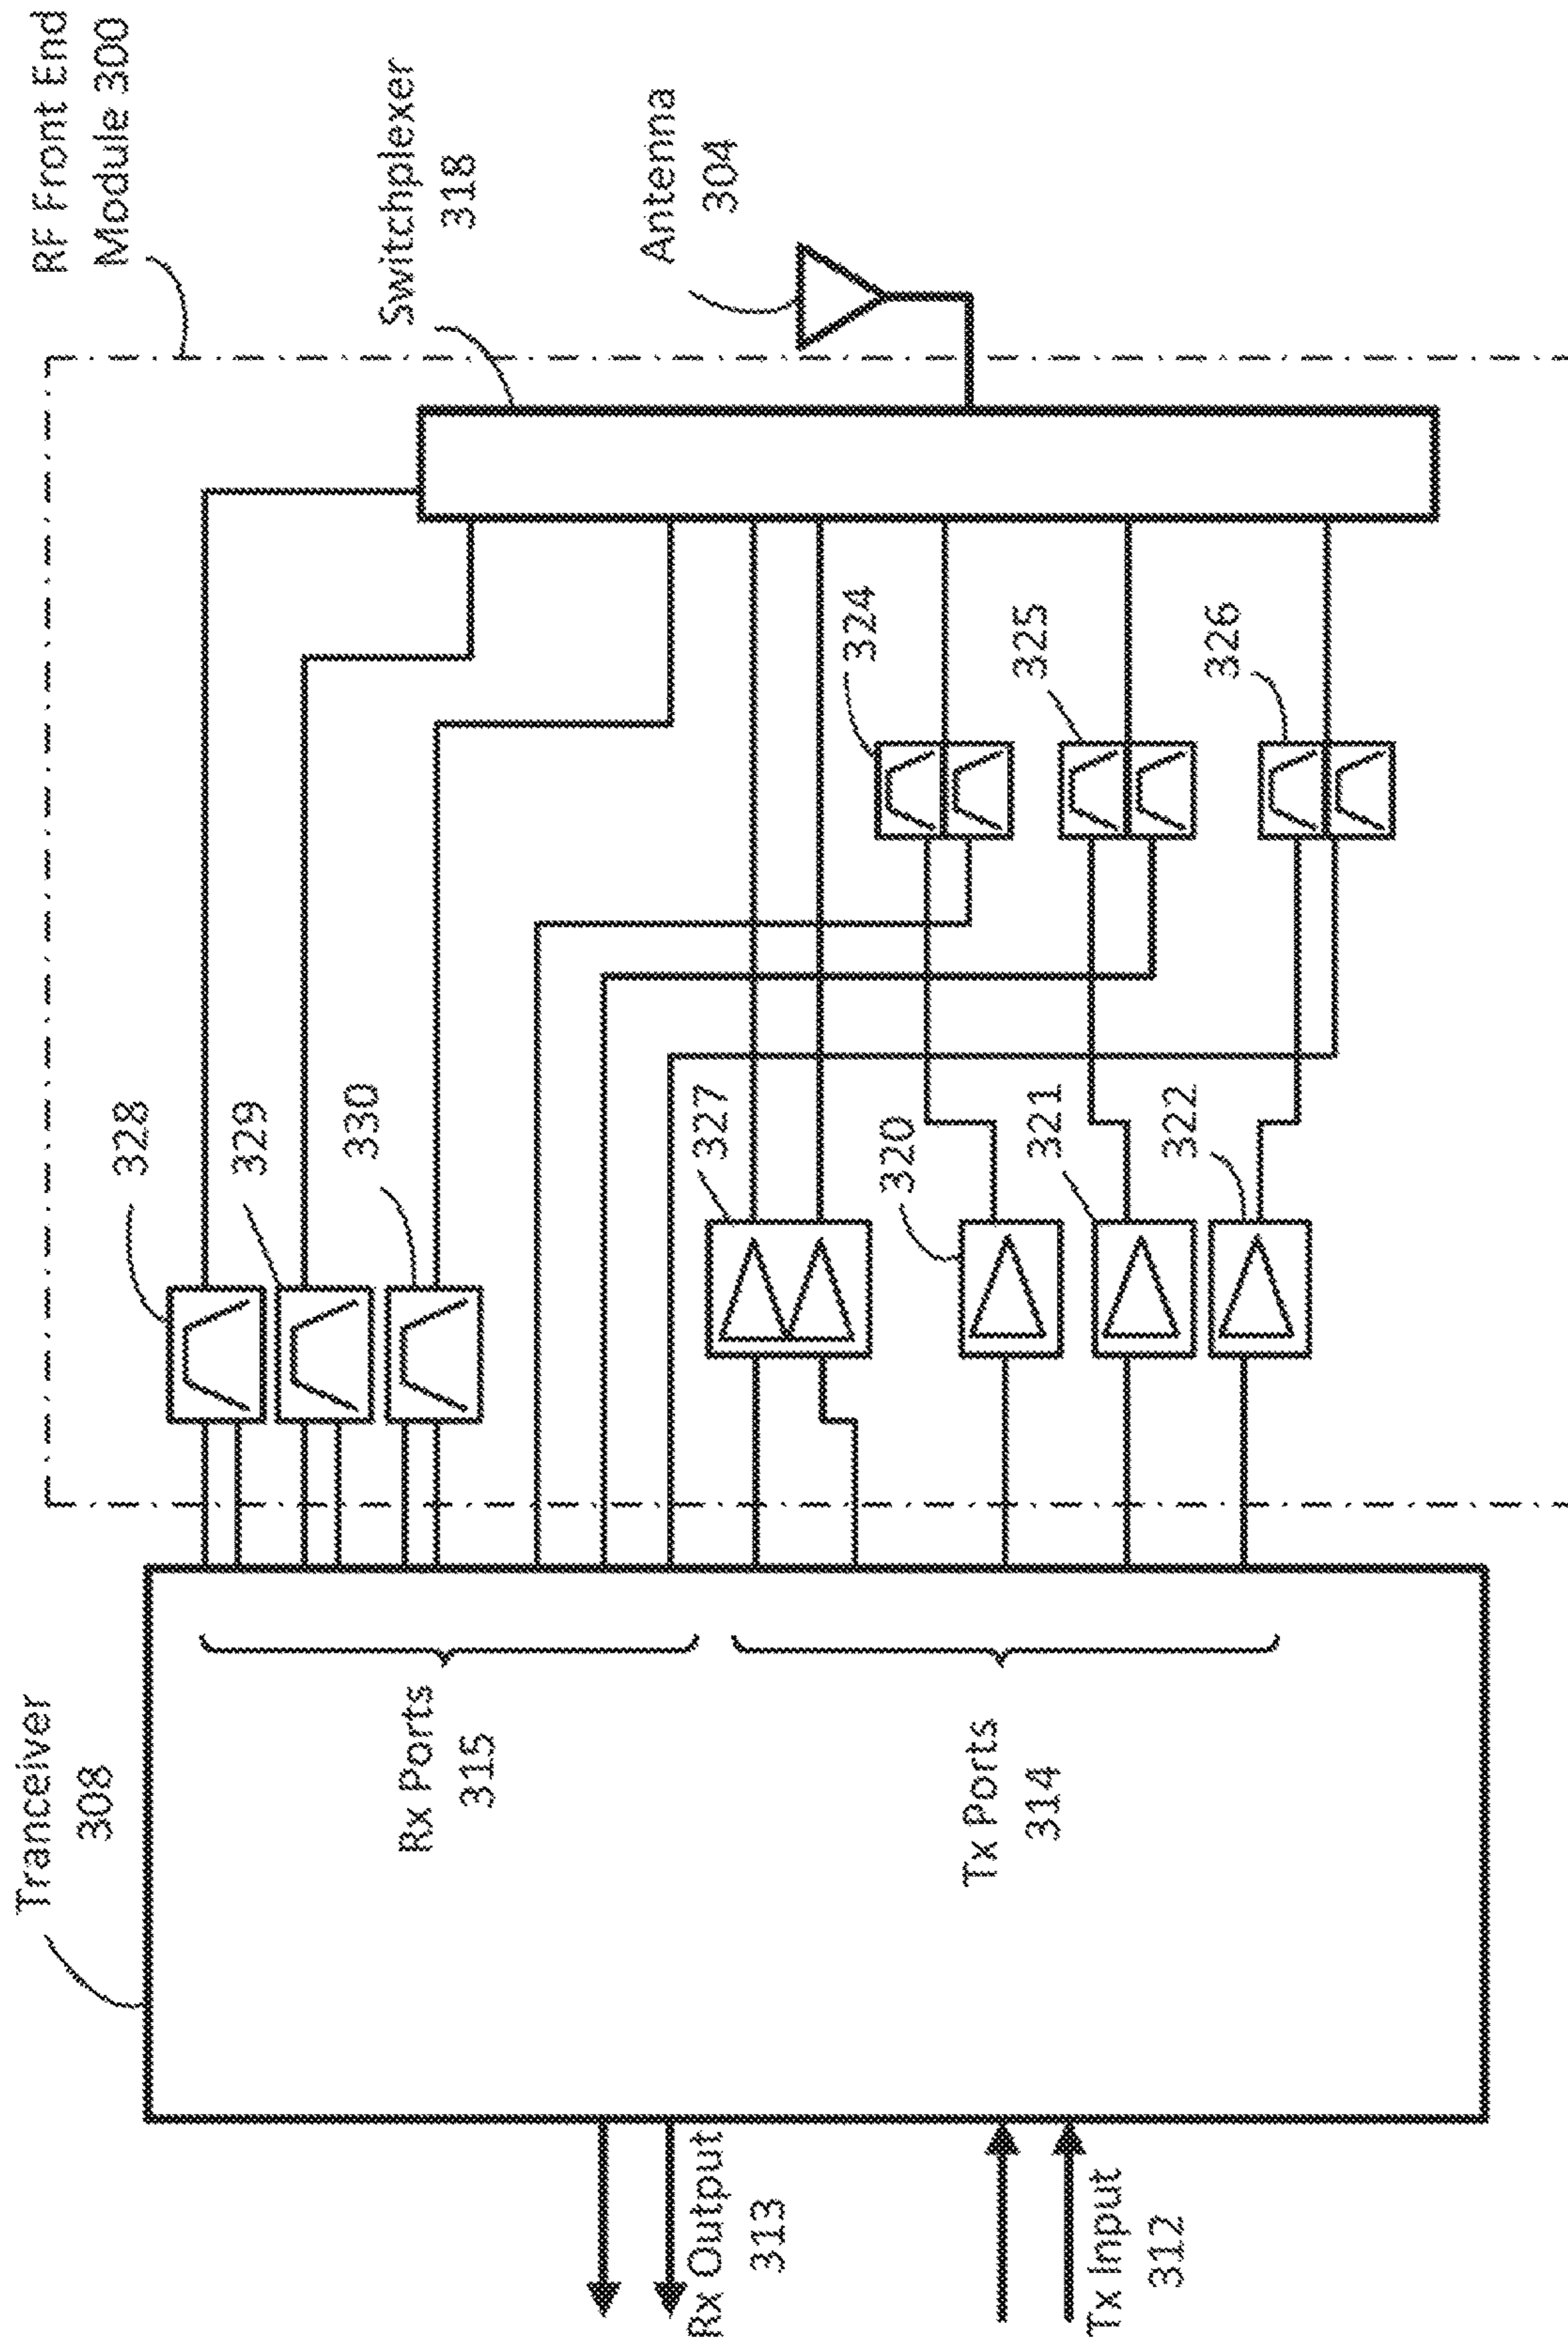 RF Front End
Module 300
Switchplexer
318
Antenna
304
324
325
326
328
329
330
327
320
321
322
Tranceiver
308
Rx Ports
315
Tx Ports
314
Rx Output
313
Tx Input
312